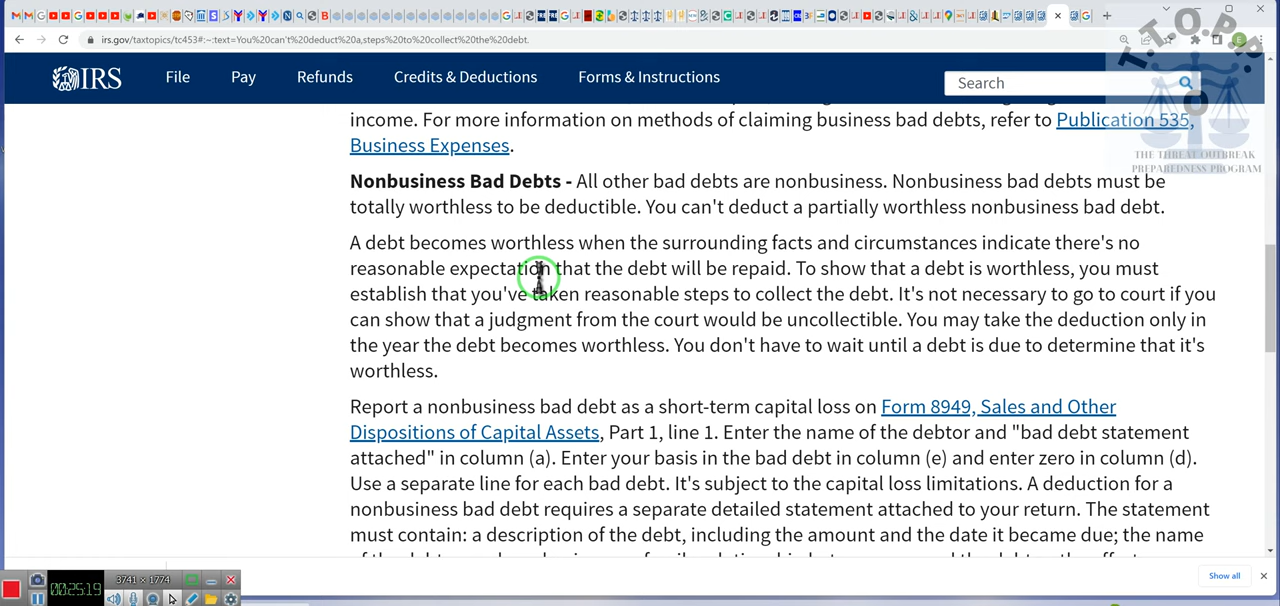 irs.gov/taxtopics/tc453#:~:text=You%20can't%20deduct%20a,steps%20to%20collect%20the%20debt.
IRS File Pay Refunds Credits & Deductions Forms & Instructions Search
T.T.O.P.P.
O
THE THREAT OUTBREAK
PREPAREDNESS PROGRAM
income. For more information on methods of claiming business bad debts, refer to Publication 535,
Business Expenses.
Nonbusiness Bad Debts - All other bad debts are nonbusiness. Nonbusiness bad debts must be
totally worthless to be deductible. You can't deduct a partially worthless nonbusiness bad debt.
A debt becomes worthless when the surrounding facts and circumstances indicate there's no
reasonable expectation that the debt will be repaid. To show that a debt is worthless, you must
establish that you've taken reasonable steps to collect the debt. It's not necessary to go to court if you
can show that a judgment from the court would be uncollectible. You may take the deduction only in
the year the debt becomes worthless. You don't have to wait until a debt is due to determine that it's
worthless.
Report a nonbusiness bad debt as a short-term capital loss on Form 8949, Sales and Other
Dispositions of Capital Assets, Part 1, line 1. Enter the name of the debtor and "bad debt statement
attached" in column (a). Enter your basis in the bad debt in column (e) and enter zero in column (d).
Use a separate line for each bad debt. It's subject to the capital loss limitations. A deduction for a
nonbusiness bad debt requires a separate detailed statement attached to your return. The statement
must contain: a description of the debt, including the amount and the date it became due; the name
Show all
3741 × 1774
00:25:19